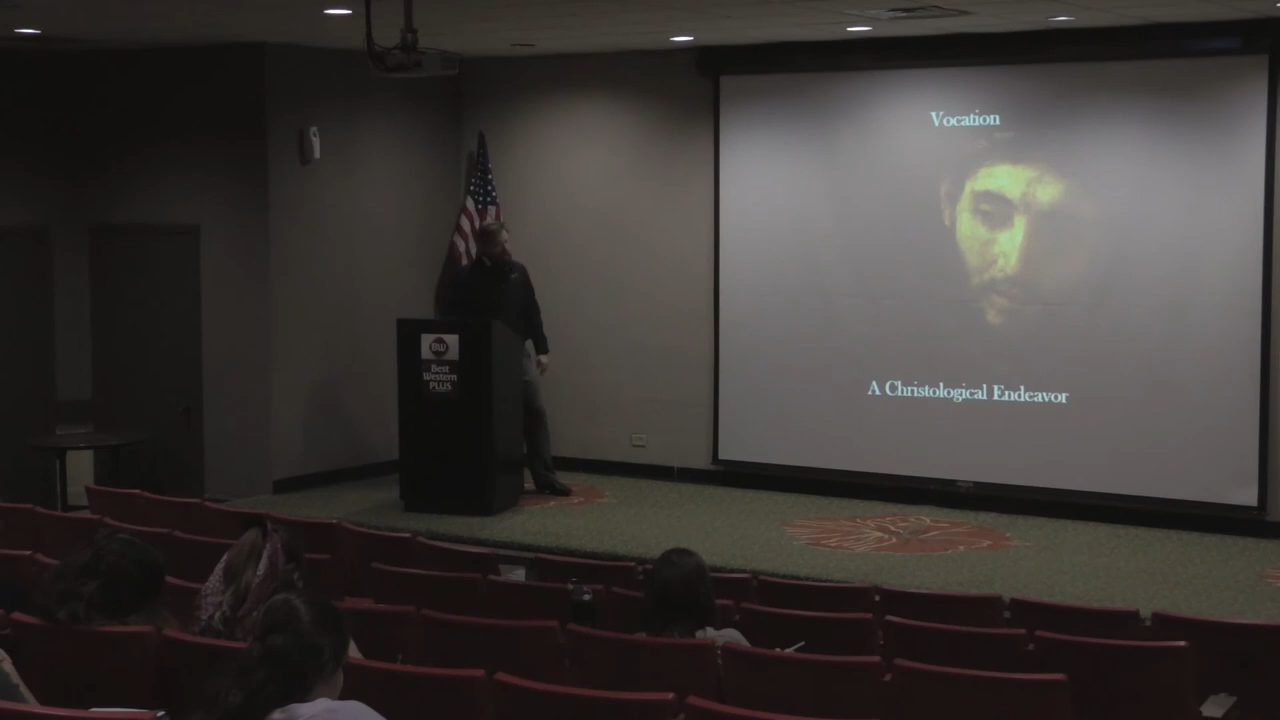 Vocation
A Christological Endeavor
BW
Best
Western
PLUS